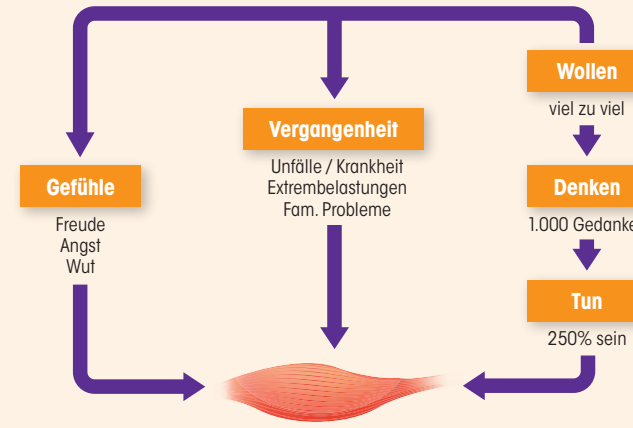 Wollen
viel zu viel
Vergangenheit
Unfälle / Krankheit
Extrembelastungen
Fam. Probleme
Gefühle
Freude
Angst
Wut
Denken
1.000 Gedanke
Tun
250% sein